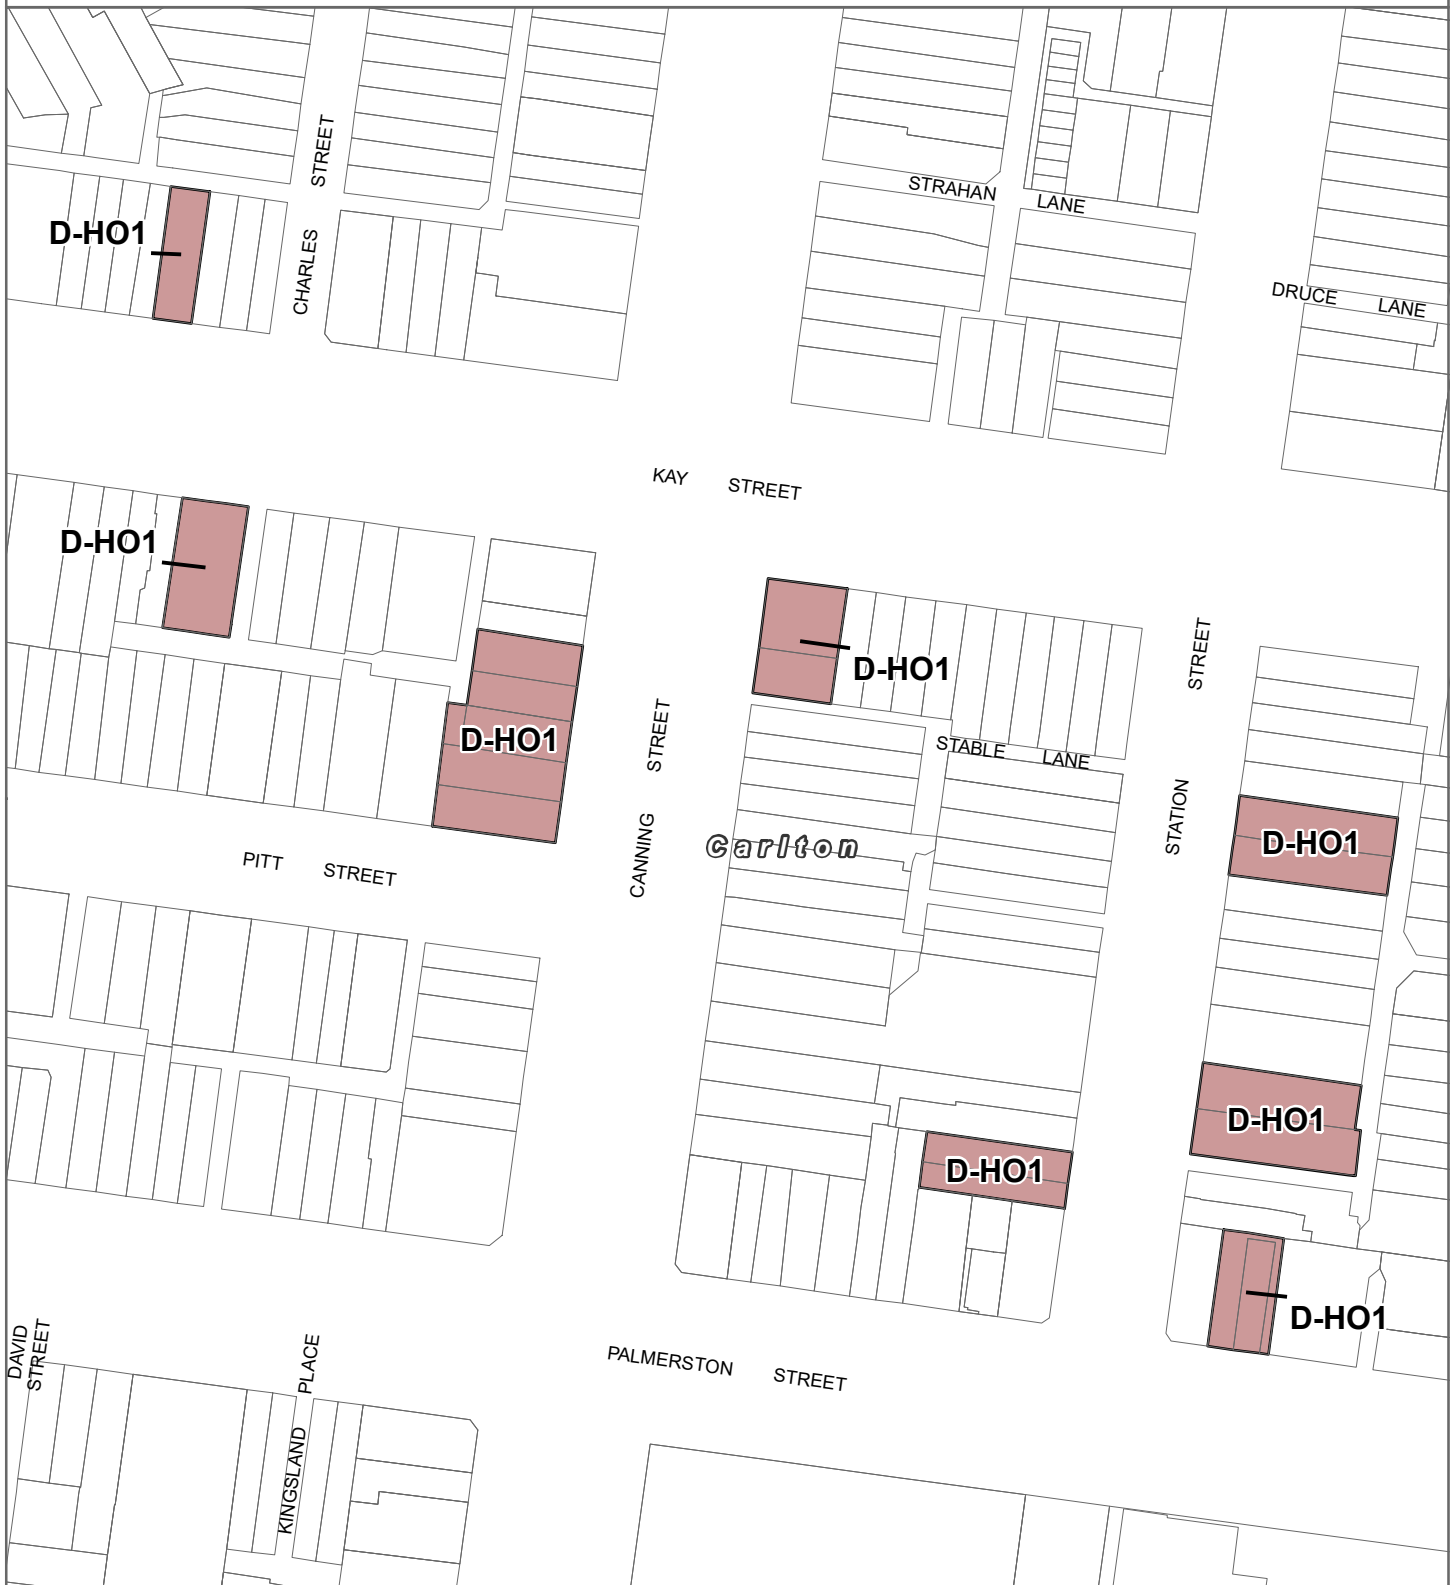 STREET
STRAHAN
LANE
D-HO1
CHARLES
DRUCE
LANE
KAY
STREET
D-HO1
STREET
D-HO1
STREET
D-HO1
STABLE
LANE
STATION
CANNING
Carlton
D-HO1
PITT
STREET
D-HO1
D-HO1
D-HO1
DAVID
STREET
PLACE
PALMERSTON
STREET
KINGSLAND